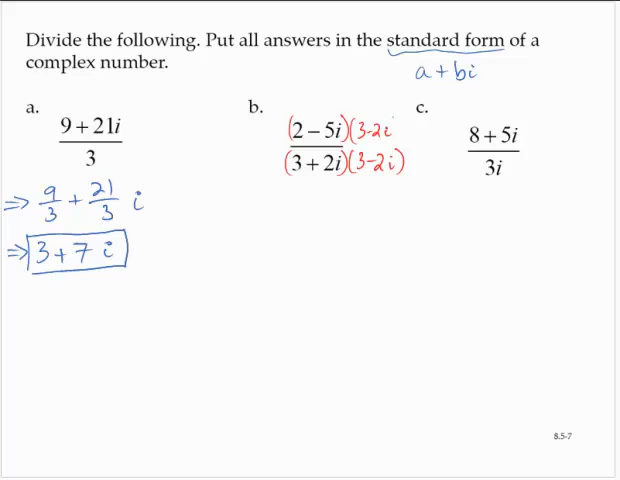 Divide the following. Put all answers in the standard form of a
complex number.
a + bi
a.
9 + 21i
3
⇒ 9/3 + 21/3 i
⇒ 3 + 7 i
b.
(2 − 5i)(3-2i
(3 + 2i)(3-2i)
c.
8 + 5i
3i
8.5-7